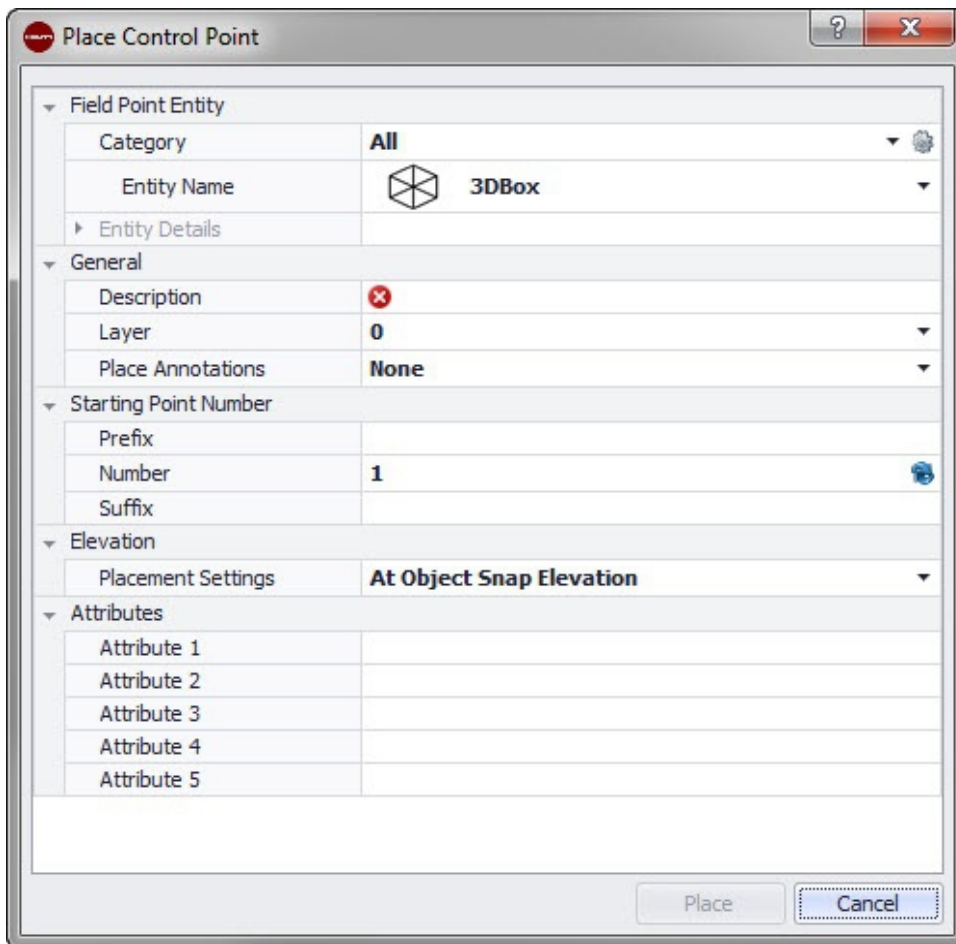 Place Control Point
Field Point Entity
Category All
Entity Name 3DBox
Entity Details
General
Description
Layer 0
Place Annotations None
Starting Point Number
Prefix
Number 1
Suffix
Elevation
Placement Settings At Object Snap Elevation
Attributes
Attribute 1
Attribute 2
Attribute 3
Attribute 4
Attribute 5
Place Cancel